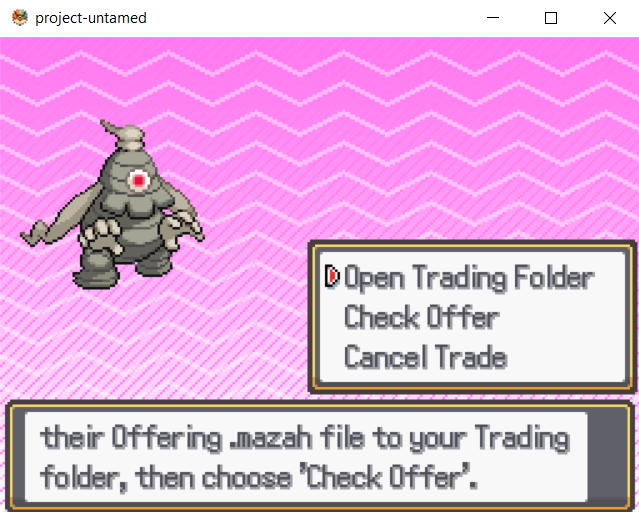 project-untamed
Open Trading Folder
Check Offer
Cancel Trade
their Offering .mazah file to your Trading
folder, then choose 'Check Offer'.